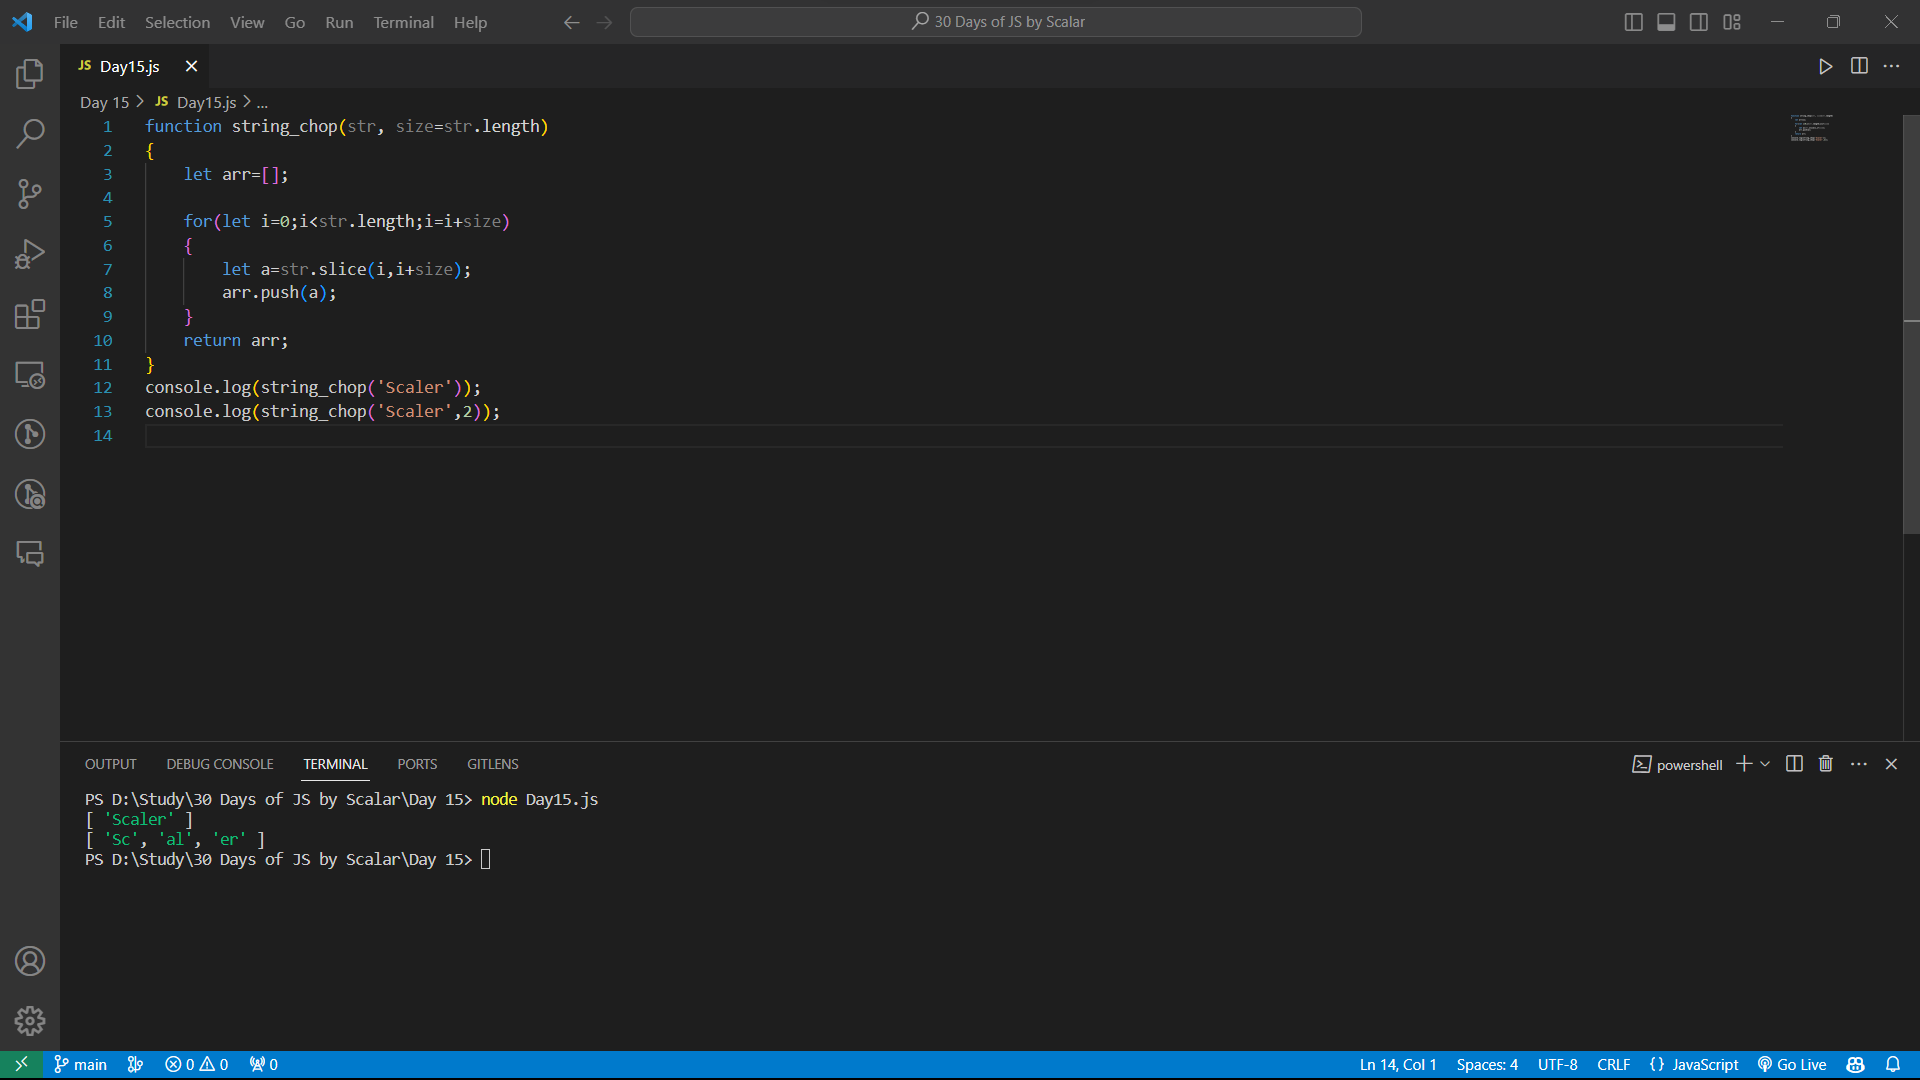 File Edit Selection View Go Run Terminal Help
30 Days of JS by Scalar
JS Day15.js
Day 15 > JS Day15.js > ...
1 function string_chop(str, size=str.length)
2 {
3 let arr=[];
4
5 for(let i=0;i<str.length;i=i+size)
6 {
7 let a=str.slice(i,i+size);
8 arr.push(a);
9 }
10 return arr;
11 }
12 console.log(string_chop('Scaler'));
13 console.log(string_chop('Scaler',2));
14
OUTPUT DEBUG CONSOLE TERMINAL PORTS GITLENS
powershell
PS D:\Study\30 Days of JS by Scalar\Day 15> node Day15.js
[ 'Scaler' ]
[ 'Sc', 'al', 'er' ]
PS D:\Study\30 Days of JS by Scalar\Day 15>
main 0 0 0 Ln 14, Col 1 Spaces: 4 UTF-8 CRLF {} JavaScript Go Live